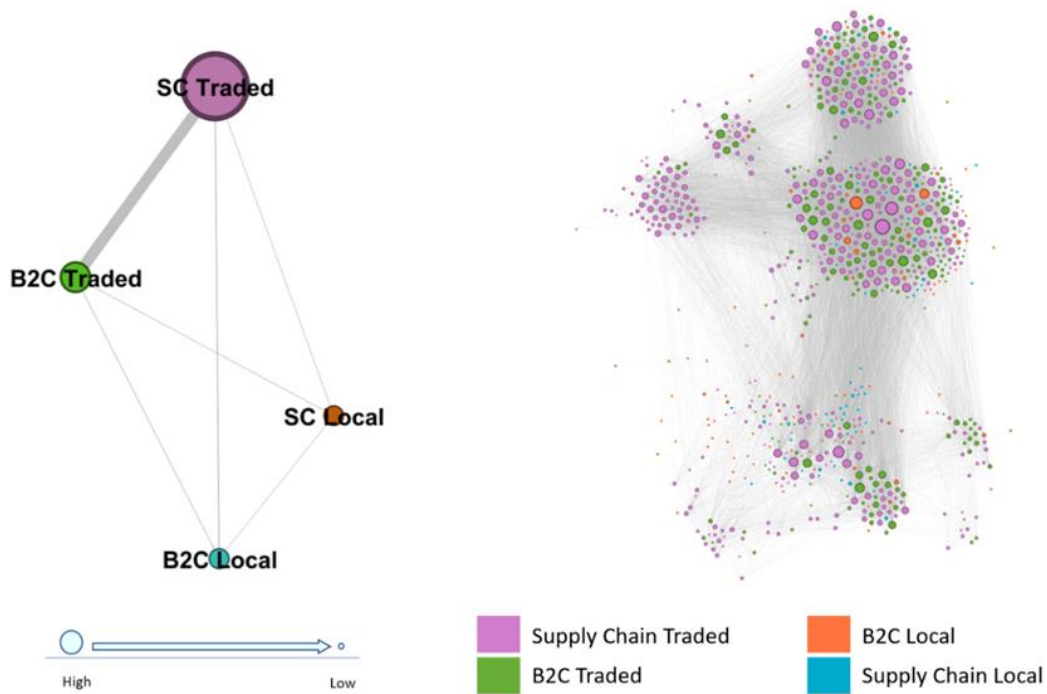 SC Traded
B2C Traded
SC Local
B2C Local
High
Low
Supply Chain Traded
B2C Local
B2C Traded
Supply Chain Local